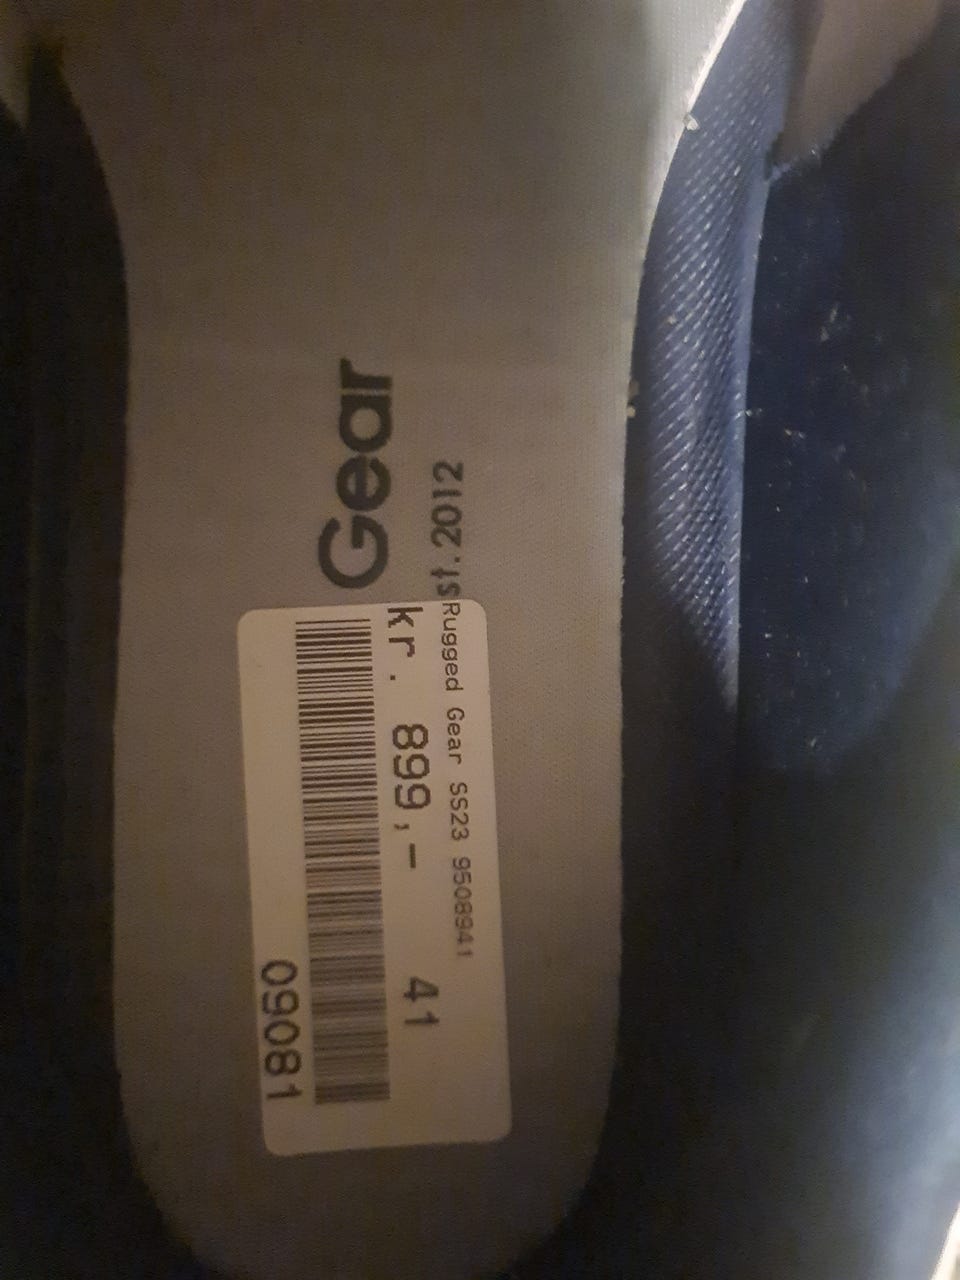 Gear
st.2012
Rugged Gear SS23 9508941
kr. 899,- 41
09081